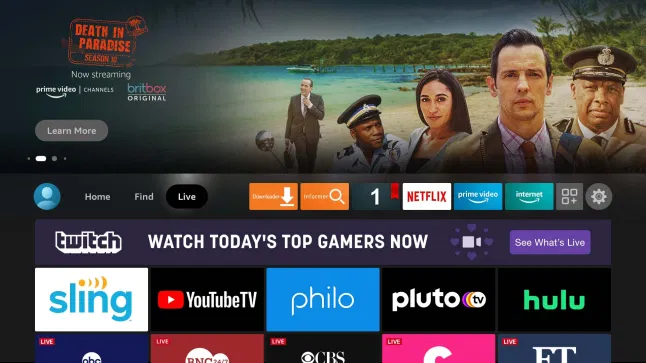 DEATH IN
PARADISE
SEASON 10
Now streaming
prime video | CHANNELS
britbox
ORIGINAL
Learn More
Home
Find
Live
Downloader
Informer
1
NETFLIX
prime video
internet
twitch
WATCH TODAY'S TOP GAMERS NOW
See What's Live
sling
YouTubeTV
philo
pluto tv
hulu
LIVE
abc
LIVE
BNC 24/7
CBS
LIVE
LIVE
ET